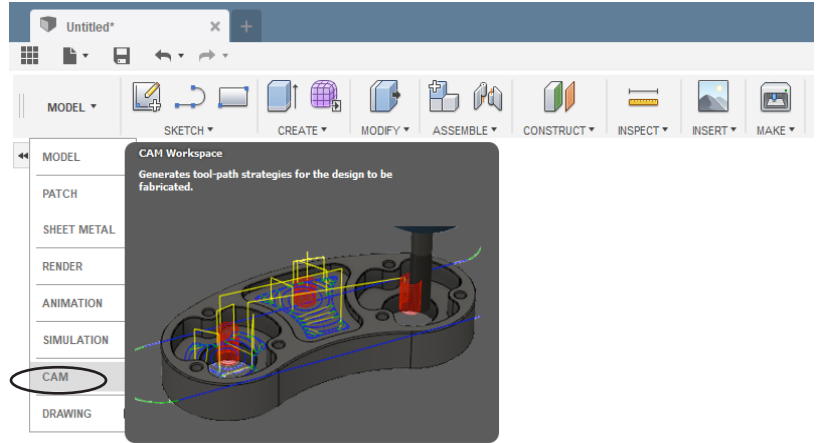 Untitled*
MODEL
SKETCH
CREATE
MODIFY
ASSEMBLE
CONSTRUCT
INSPECT
INSERT
MAKE
MODEL
PATCH
SHEET METAL
RENDER
ANIMATION
SIMULATION
CAM
DRAWING
CAM Workspace
Generates tool-path strategies for the design to be
fabricated.